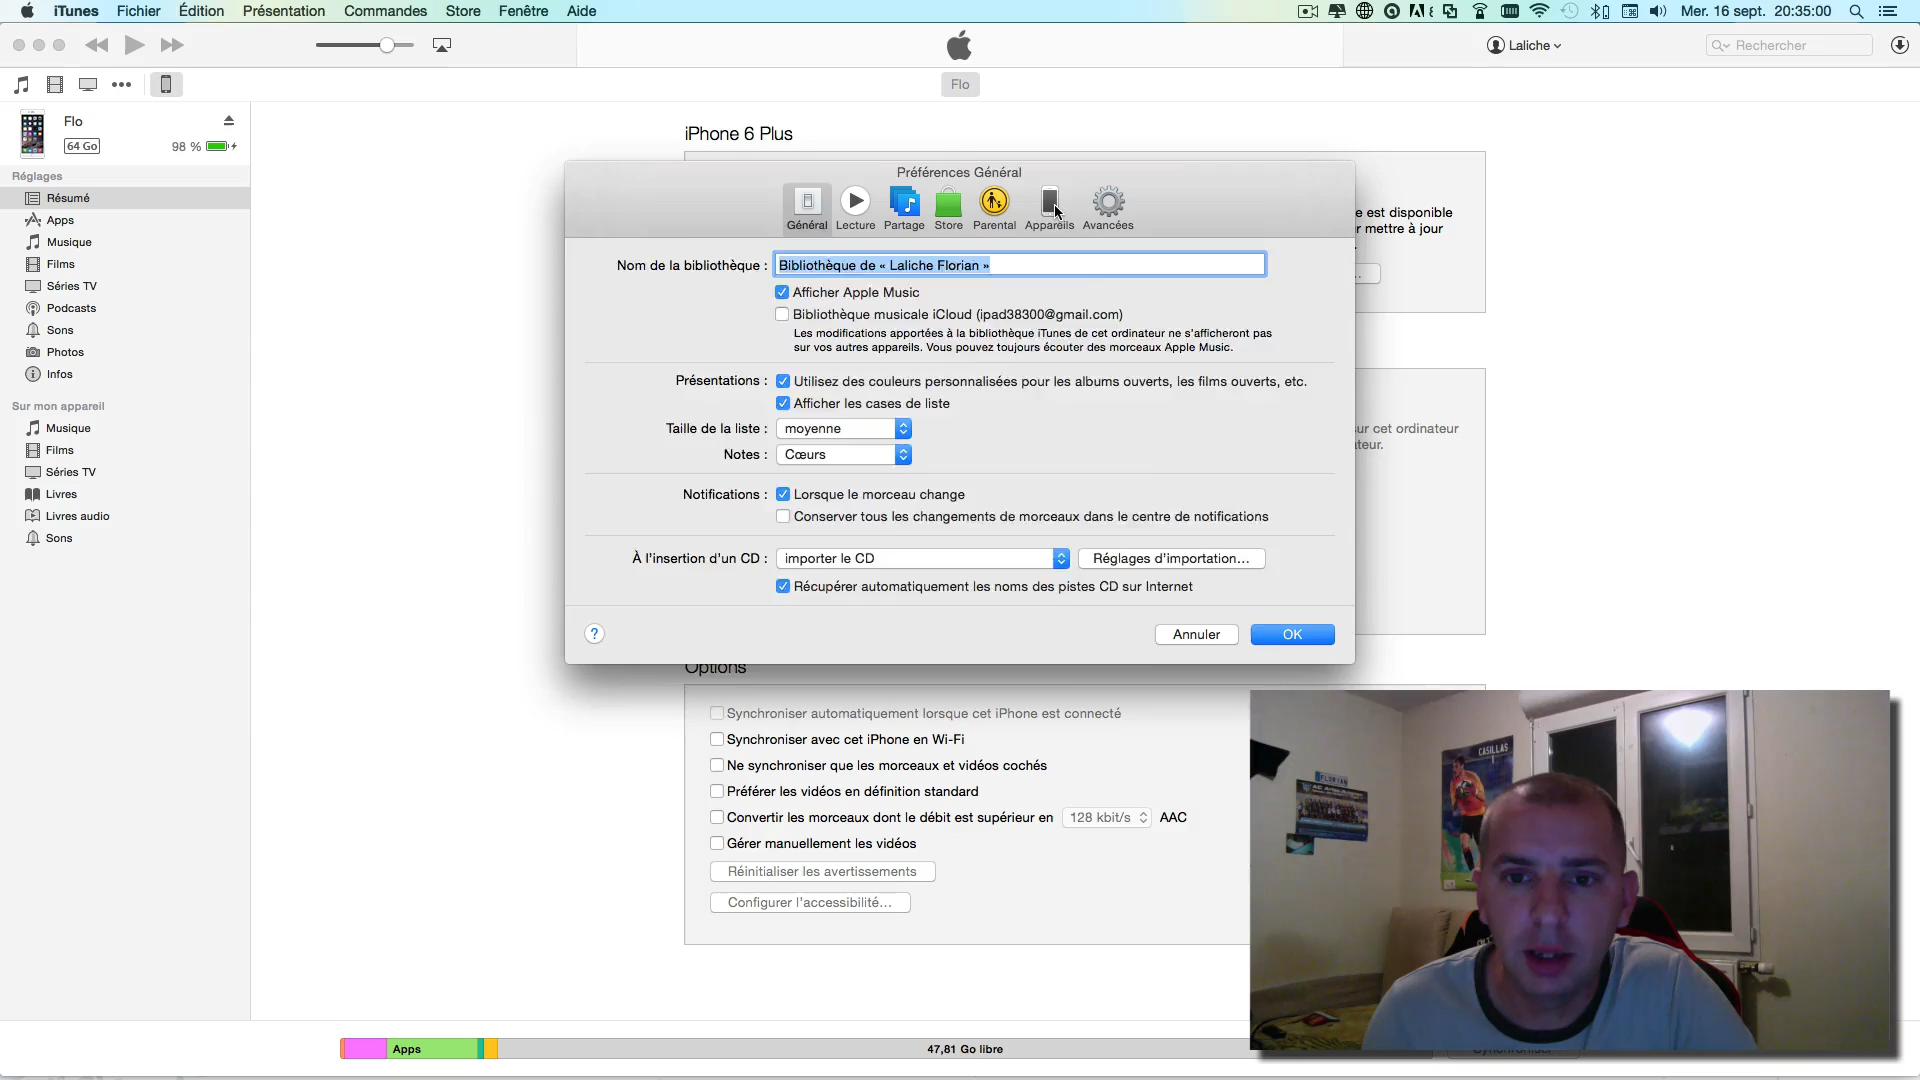 iTunes Fichier Édition Présentation Commandes Store Fenêtre Aide
Mer. 16 sept. 20:35:00
Laliche
Rechercher
Flo
Flo
64 Go
98 %
Réglages
Résumé
Apps
Musique
Films
Séries TV
Podcasts
Sons
Photos
Infos
Sur mon appareil
Musique
Films
Séries TV
Livres
Livres audio
Sons
iPhone 6 Plus
e est disponible
r mettre à jour
Préférences Général
Général Lecture Partage Store Parental Appareils Avancées
Nom de la bibliothèque : Bibliothèque de « Laliche Florian »
Afficher Apple Music
Bibliothèque musicale iCloud (ipad38300@gmail.com)
Les modifications apportées à la bibliothèque iTunes de cet ordinateur ne s’afficheront pas
sur vos autres appareils. Vous pouvez toujours écouter des morceaux Apple Music.
Présentations : Utilisez des couleurs personnalisées pour les albums ouverts, les films ouverts, etc.
Afficher les cases de liste
Taille de la liste : moyenne
Notes : Cœurs
Notifications : Lorsque le morceau change
Conserver tous les changements de morceaux dans le centre de notifications
À l’insertion d’un CD : importer le CD Réglages d’importation…
Récupérer automatiquement les noms des pistes CD sur Internet
? Annuler OK
ur cet ordinateur
teur.
Options
Synchroniser automatiquement lorsque cet iPhone est connecté
Synchroniser avec cet iPhone en Wi-Fi
Ne synchroniser que les morceaux et vidéos cochés
Préférer les vidéos en définition standard
Convertir les morceaux dont le débit est supérieur en 128 kbit/s AAC
Gérer manuellement les vidéos
Réinitialiser les avertissements
Configurer l’accessibilité…
CASILLAS
FLORIAN
Apps
47,81 Go libre